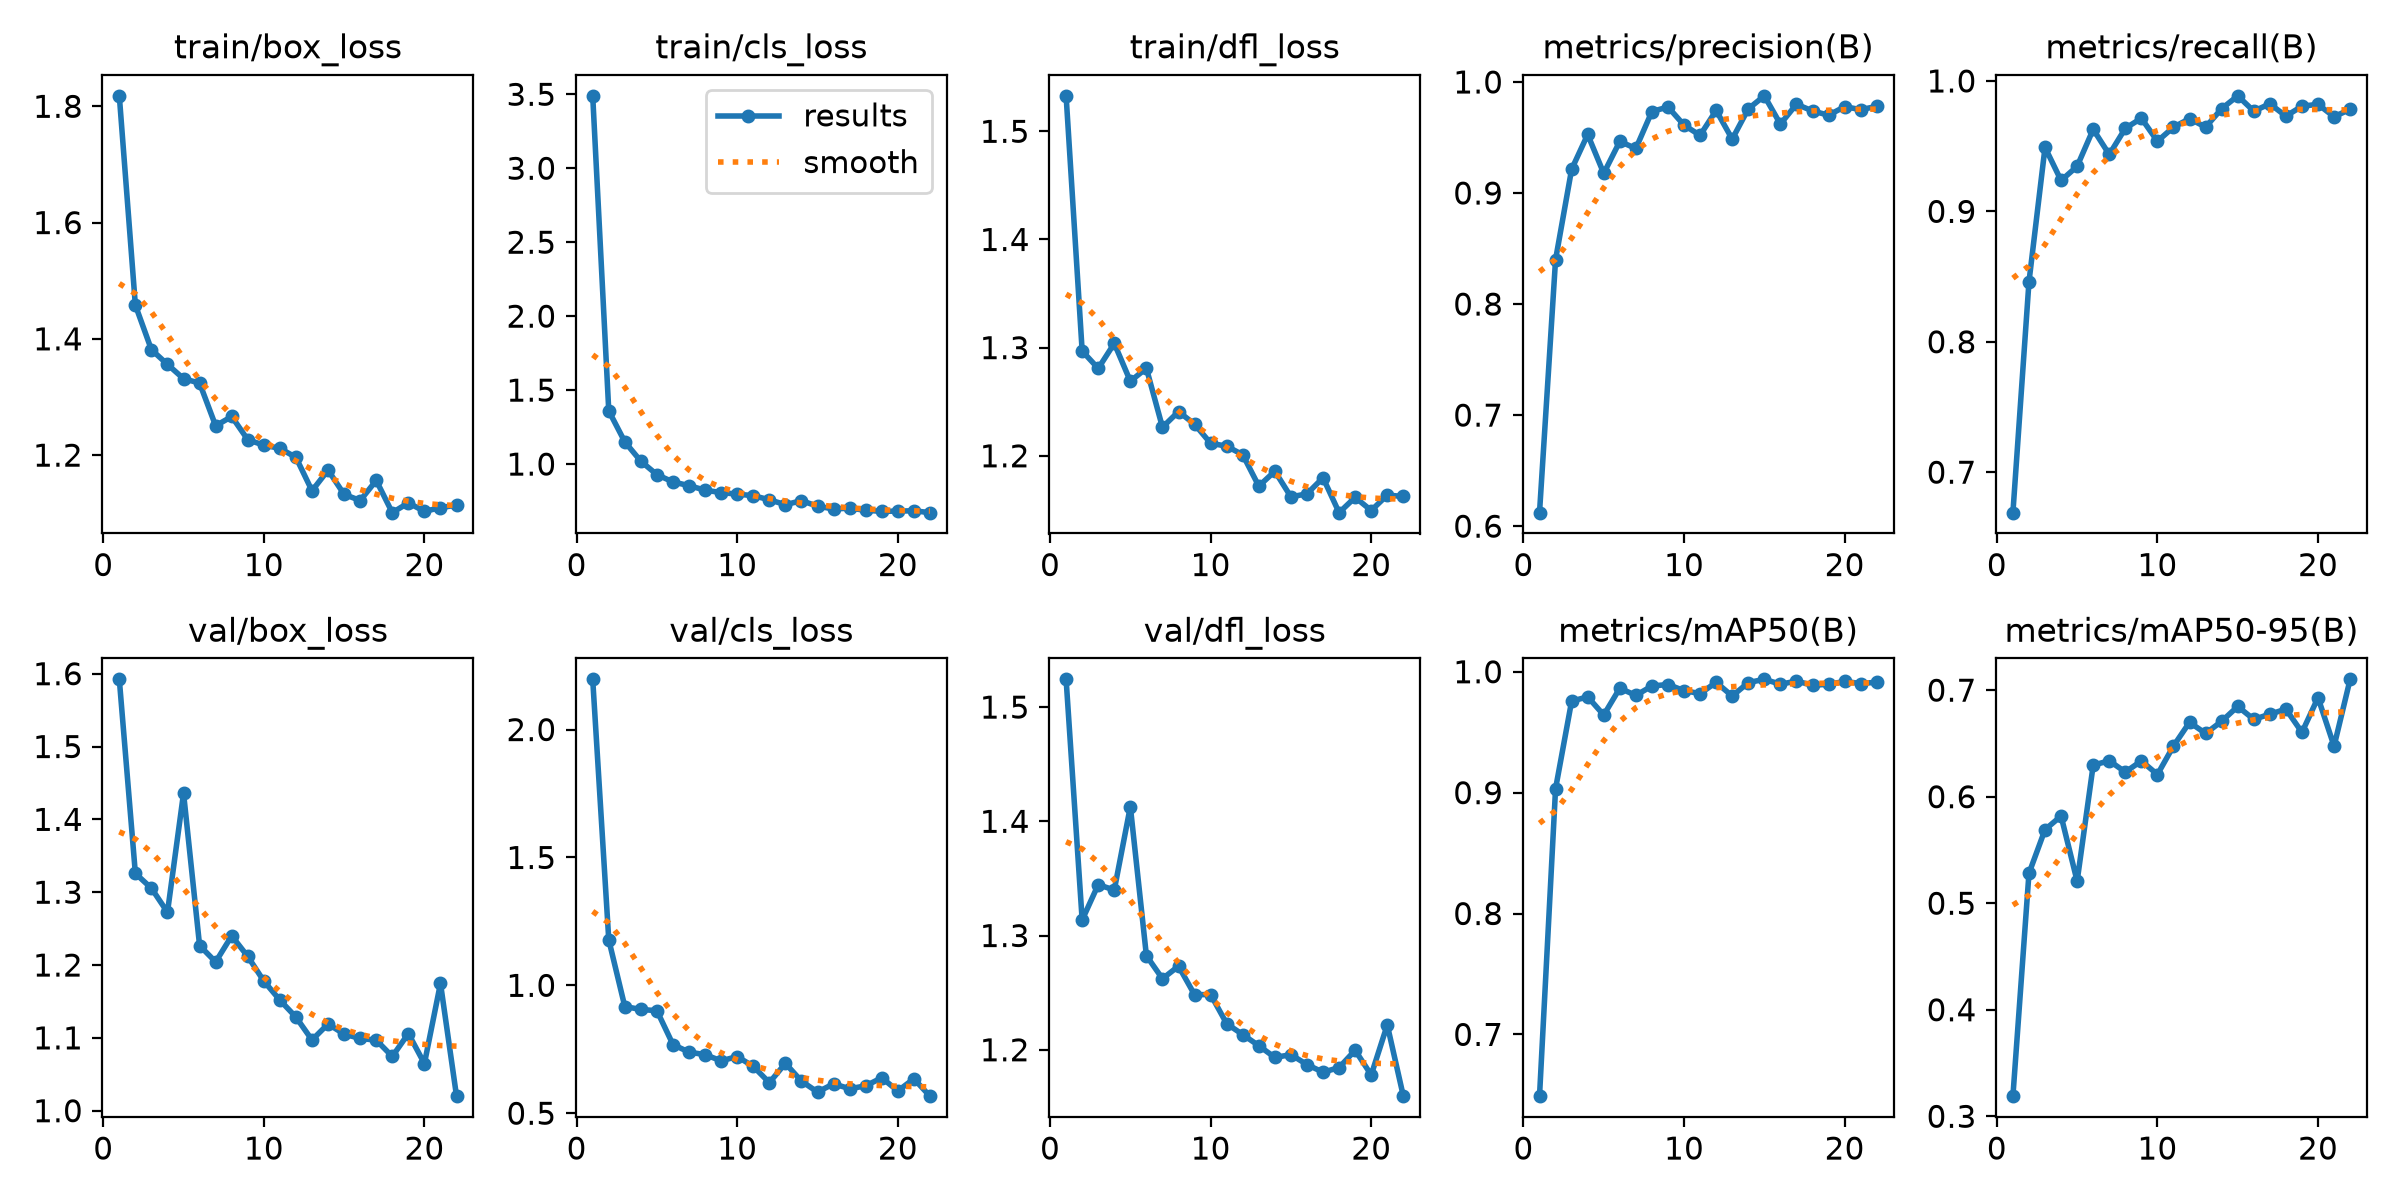 train/box_loss
1.8
1.6
1.4
1.2
0 10 20
train/cls_loss
results
smooth
3.5
3.0
2.5
2.0
1.5
1.0
0 10 20
train/dfl_loss
1.5
1.4
1.3
1.2
0 10 20
metrics/precision(B)
1.0
0.9
0.8
0.7
0.6
0 10 20
metrics/recall(B)
1.0
0.9
0.8
0.7
0 10 20
val/box_loss
1.6
1.5
1.4
1.3
1.2
1.1
1.0
0 10 20
val/cls_loss
2.0
1.5
1.0
0.5
0 10 20
val/dfl_loss
1.5
1.4
1.3
1.2
0 10 20
metrics/mAP50(B)
1.0
0.9
0.8
0.7
0 10 20
metrics/mAP50-95(B)
0.7
0.6
0.5
0.4
0.3
0 10 20